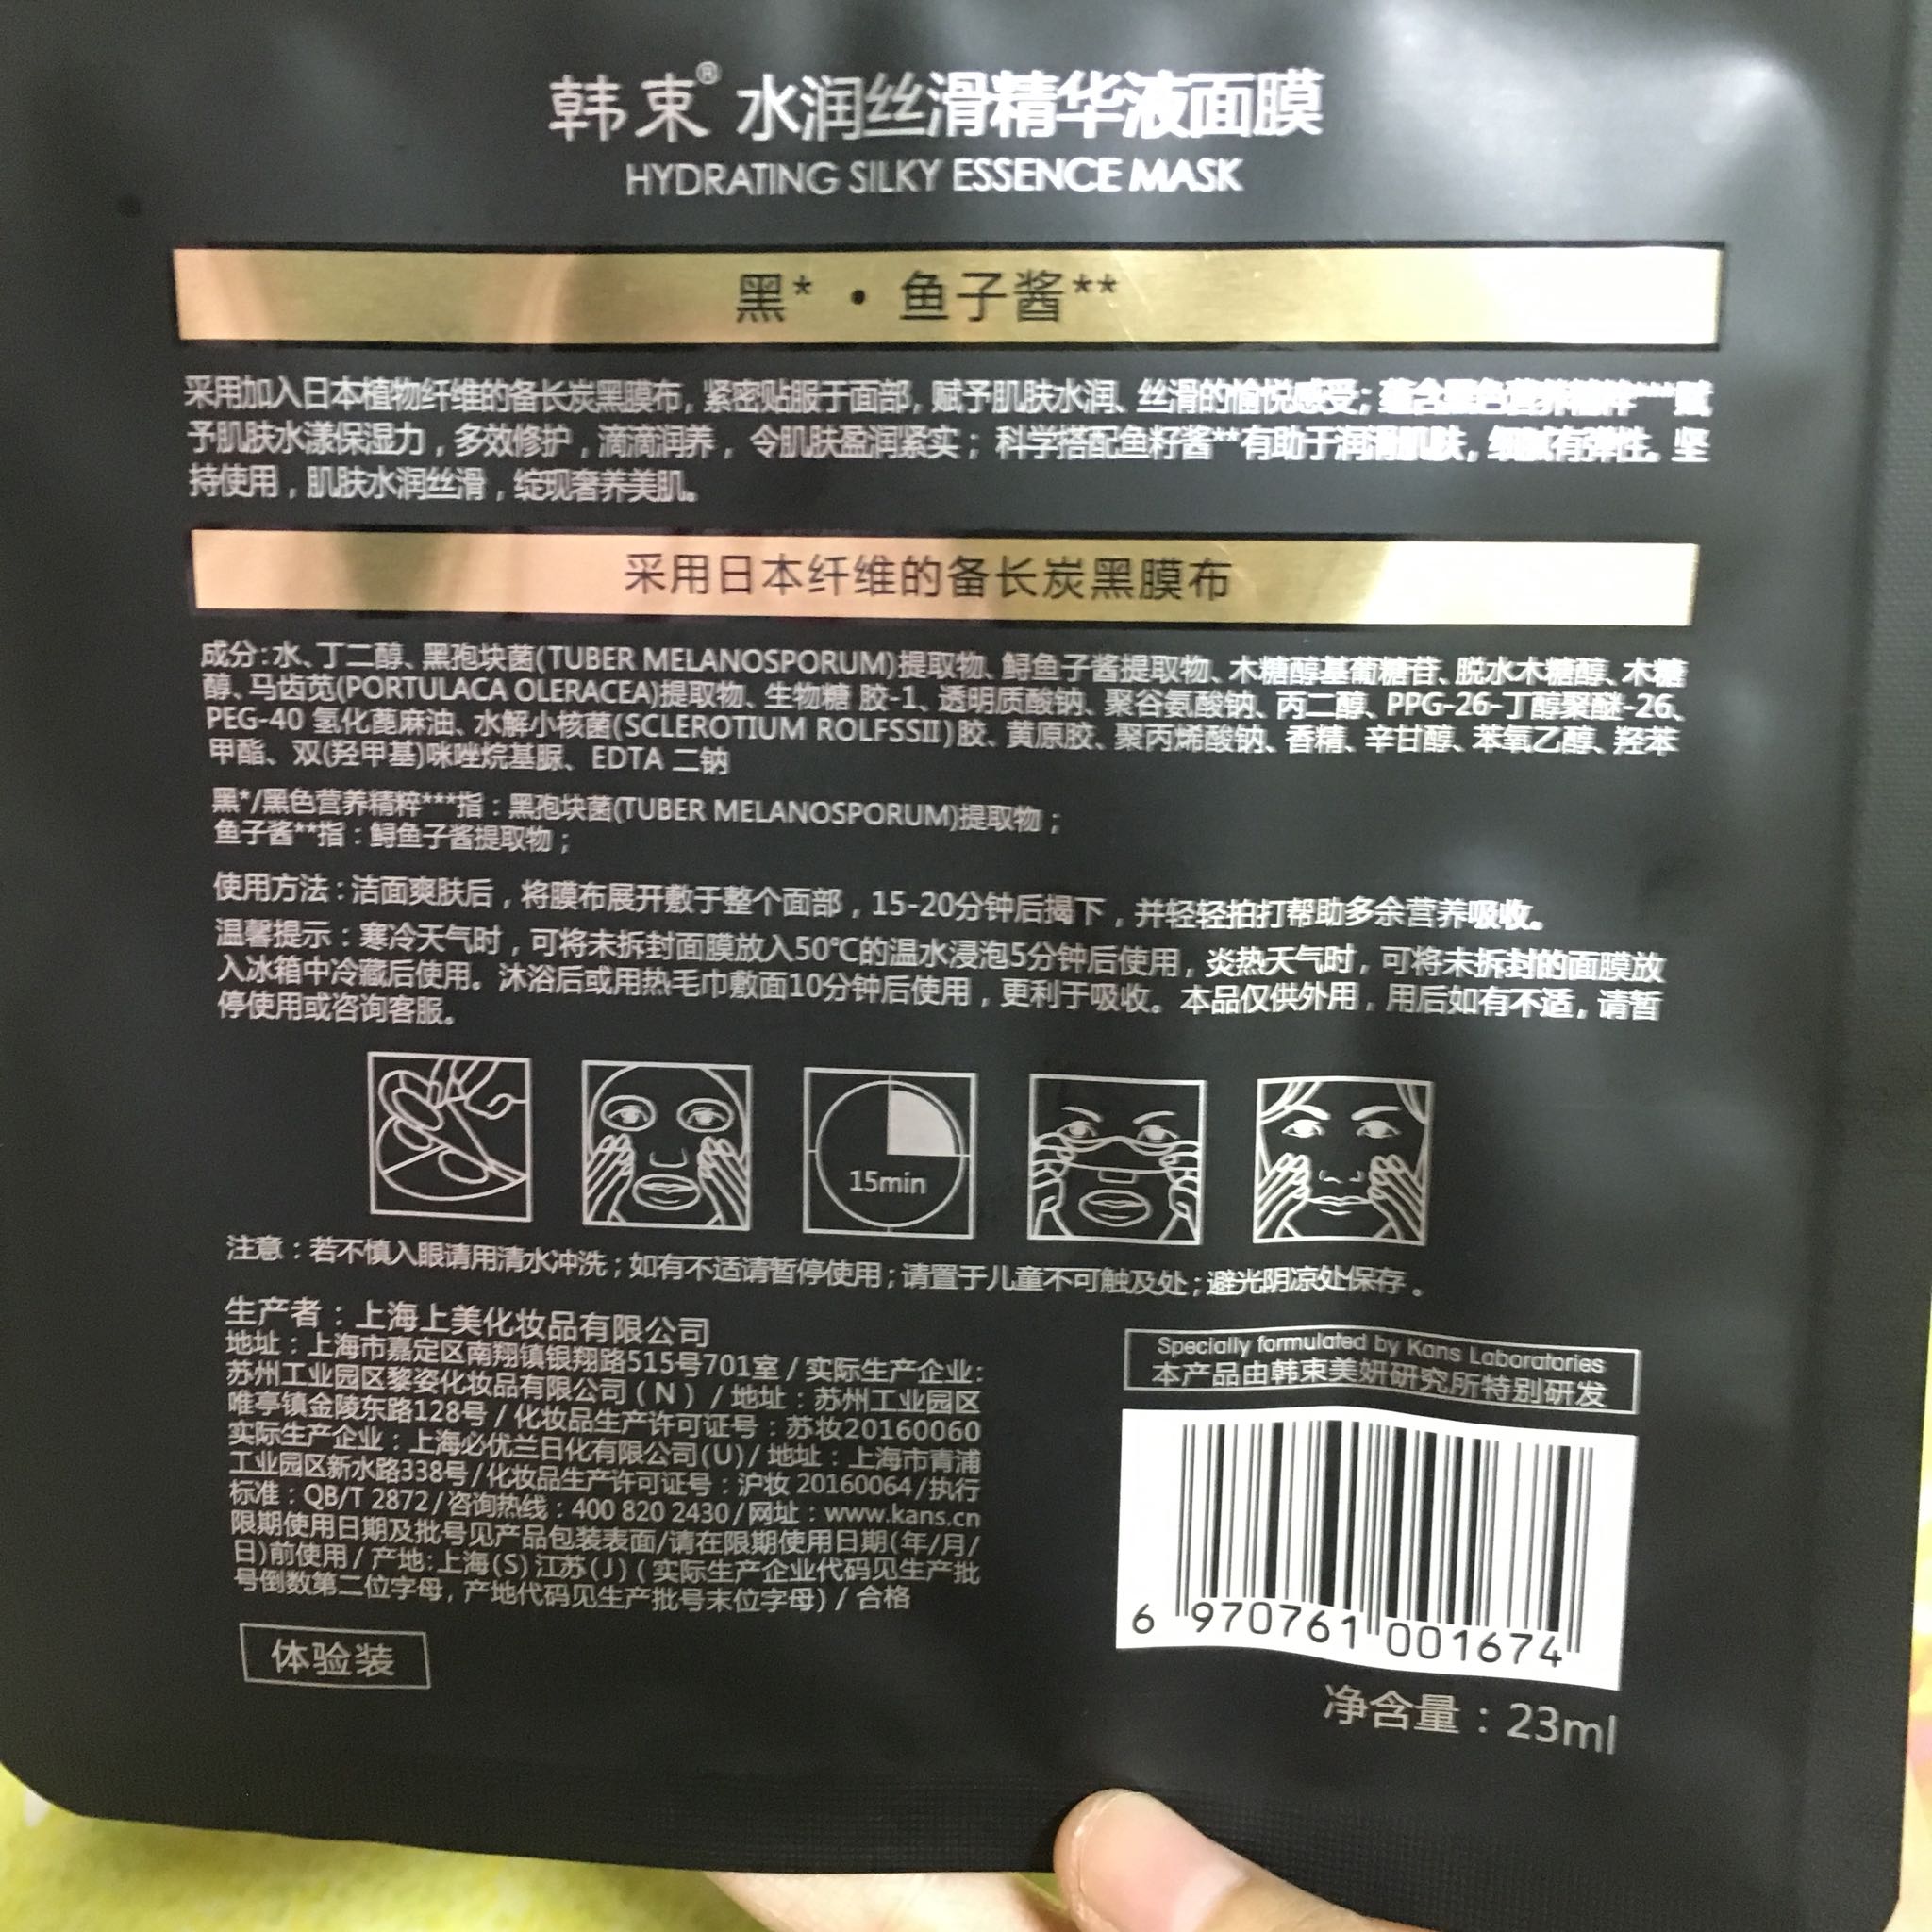 韩束® 水润丝滑精华液面膜
HYDRATING SILKY ESSENCE MASK
黑*・鱼子酱**
采用加入日本植物纤维的备长炭黑膜布,紧密贴服于面部,赋予肌肤水润、丝滑的愉悦感受;蕴含黑色营养精粹***赋
予肌肤水漾保湿力,多效修护,滴滴润养,令肌肤盈润紧实;科学搭配鱼籽酱**有助于润滑肌肤,细腻有弹性。坚
持使用,肌肤水润丝滑,绽现奢养美肌。
采用日本纤维的备长炭黑膜布
成分:水、丁二醇、黑孢块菌(TUBER MELANOSPORUM)提取物、鲟鱼子酱提取物、木糖醇基葡糖苷、脱水木糖醇、木糖
醇、马齿苋(PORTULACA OLERACEA)提取物、生物糖 胶-1、透明质酸钠、聚谷氨酸钠、丙二醇、PPG-26-丁醇聚醚-26、
PEG-40 氢化蓖麻油、水解小核菌(SCLEROTIUM ROLFSSII)胶、黄原胶、聚丙烯酸钠、香精、辛甘醇、苯氧乙醇、羟苯
甲酯、双(羟甲基)咪唑烷基脲、EDTA 二钠
黑*/黑色营养精粹***指:黑孢块菌(TUBER MELANOSPORUM)提取物;
鱼子酱**指:鲟鱼子酱提取物;
使用方法:洁面爽肤后,将膜布展开敷于整个面部,15-20分钟后揭下,并轻轻拍打帮助多余营养吸收。
温馨提示:寒冷天气时,可将未拆封面膜放入50℃的温水浸泡5分钟后使用,炎热天气时,可将未拆封的面膜放
入冰箱中冷藏后使用。沐浴后或用热毛巾敷面10分钟后使用,更利于吸收。本品仅供外用,用后如有不适,请暂
停使用或咨询客服。
15min
注意:若不慎入眼请用清水冲洗;如有不适请暂停使用;请置于儿童不可触及处;避光阴凉处保存。
生产者:上海上美化妆品有限公司
地址:上海市嘉定区南翔镇银翔路515号701室/实际生产企业:
苏州工业园区黎姿化妆品有限公司(N)/地址:苏州工业园区
唯亭镇金陵东路128号/化妆品生产许可证号:苏妆20160060
实际生产企业:上海必优兰日化有限公司(U)/地址:上海市青浦
工业园区新水路338号/化妆品生产许可证号:沪妆 20160064/执行
标准:QB/T 2872/咨询热线:400 820 2430/网址:www.kans.cn
限期使用日期及批号见产品包装表面/请在限期使用日期(年/月/
日)前使用/产地:上海(S)江苏(J)(实际生产企业代码见生产批
号倒数第二位字母,产地代码见生产批号末位字母)/合格
体验装
Specially formulated by Kans Laboratories
本产品由韩束美妍研究所特别研发
6 970761 001674
净含量:23ml